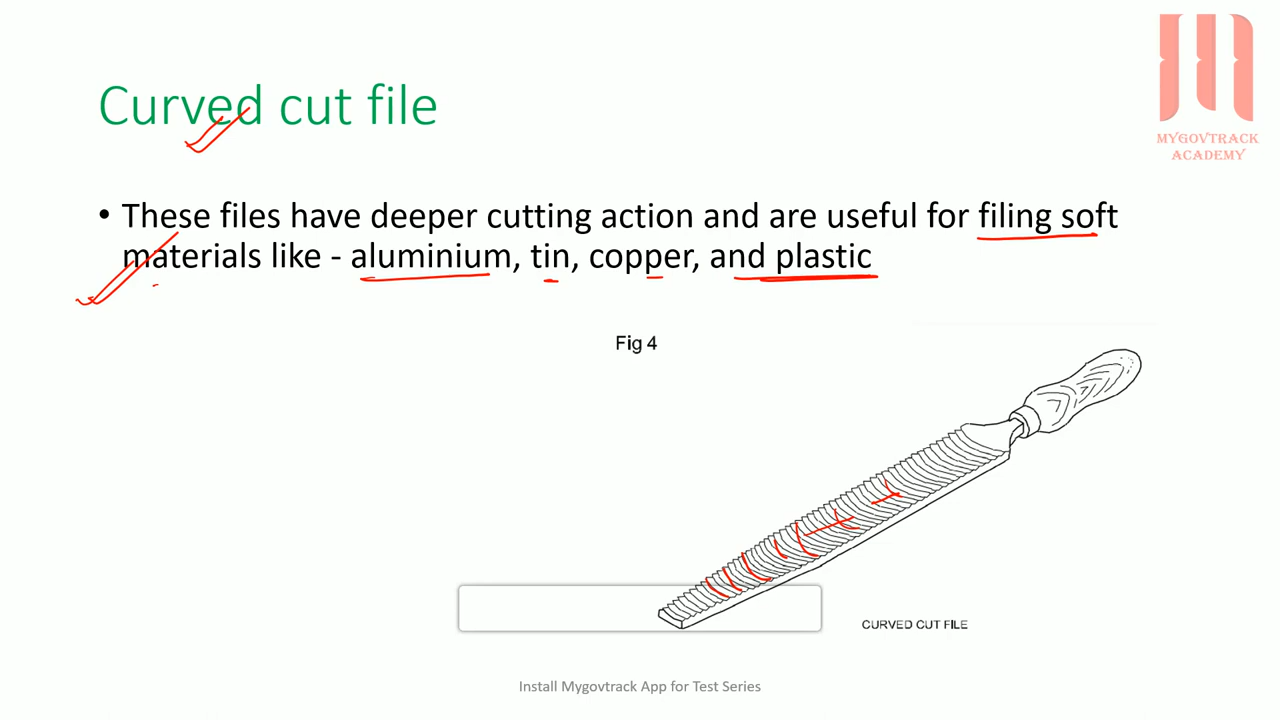 Curved cut file
MYGOVTRACK
ACADEMY
• These files have deeper cutting action and are useful for filing soft
materials like - aluminium, tin, copper, and plastic
Fig 4
CURVED CUT FILE
Install Mygovtrack App for Test Series